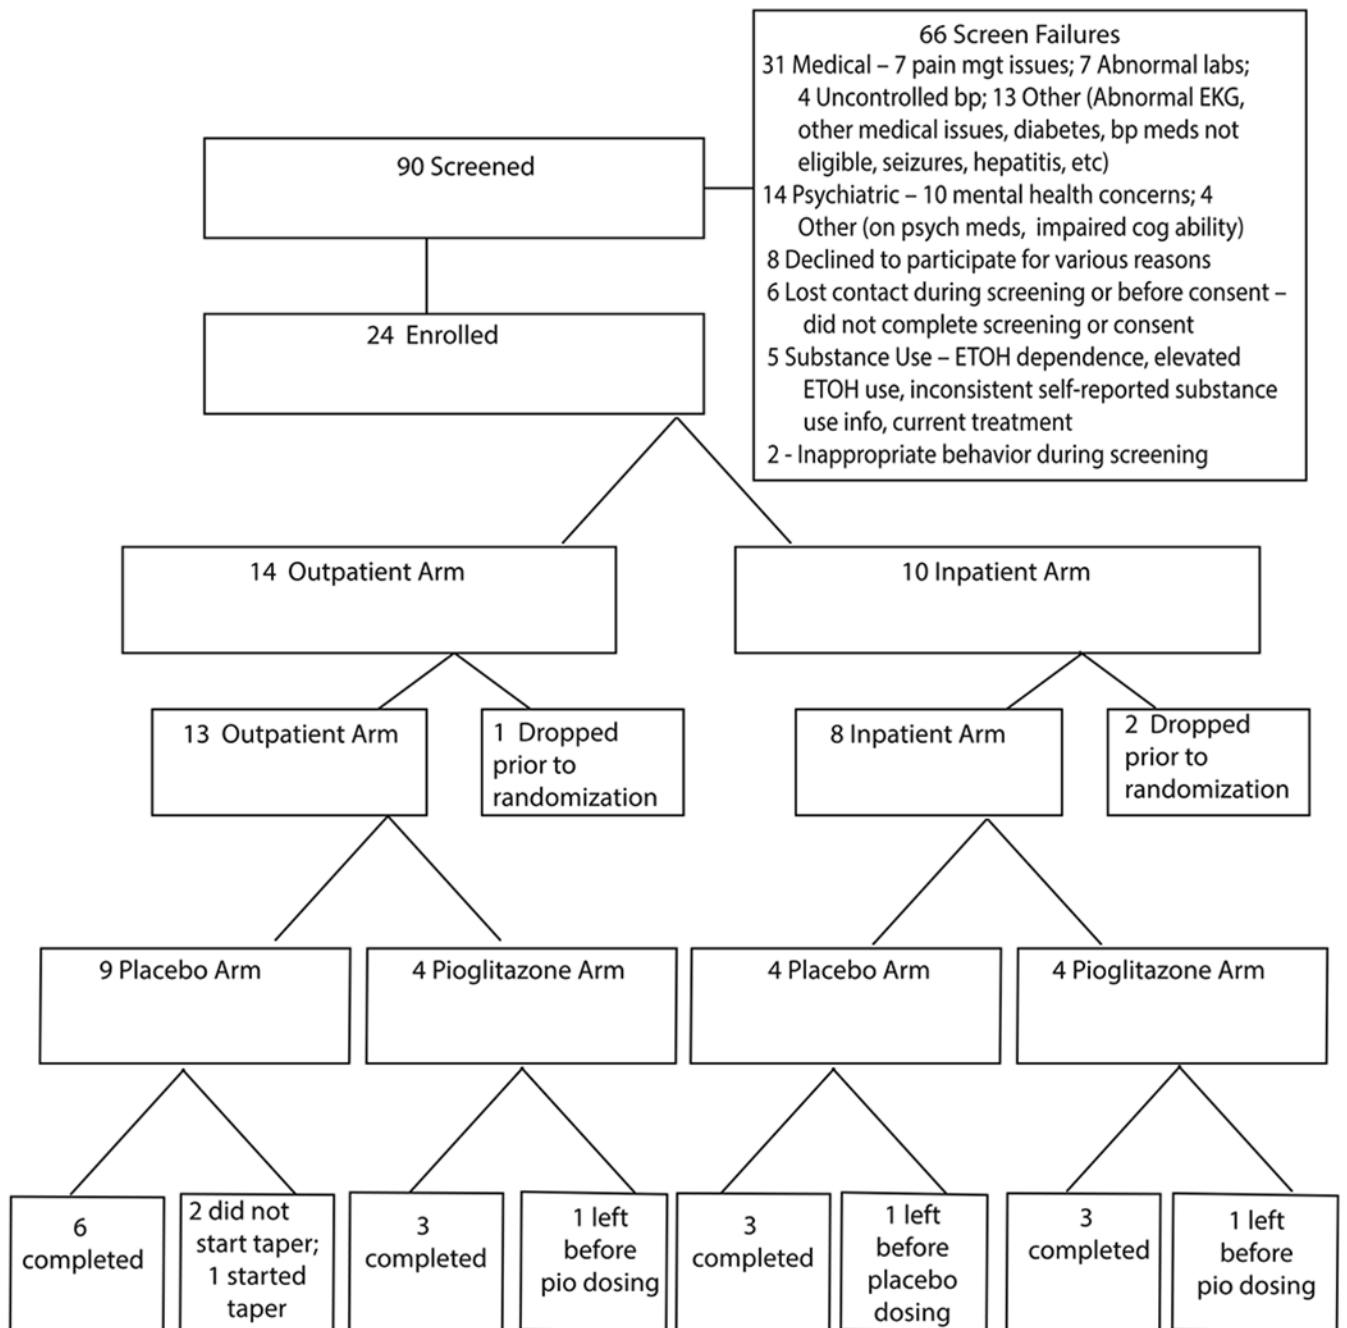 66 Screen Failures
31 Medical – 7 pain mgt issues; 7 Abnormal labs;
4 Uncontrolled bp; 13 Other (Abnormal EKG,
other medical issues, diabetes, bp meds not
eligible, seizures, hepatitis, etc)
14 Psychiatric – 10 mental health concerns; 4
Other (on psych meds, impaired cog ability)
8 Declined to participate for various reasons
6 Lost contact during screening or before consent –
did not complete screening or consent
5 Substance Use – ETOH dependence, elevated
ETOH use, inconsistent self-reported substance
use info, current treatment
2 - Inappropriate behavior during screening
90 Screened
24 Enrolled
14 Outpatient Arm
10 Inpatient Arm
13 Outpatient Arm
1 Dropped
prior to
randomization
8 Inpatient Arm
2 Dropped
prior to
randomization
9 Placebo Arm
4 Pioglitazone Arm
4 Placebo Arm
4 Pioglitazone Arm
6
completed
2 did not
start taper;
1 started
taper
3
completed
1 left
before
pio dosing
3
completed
1 left
before
placebo
dosing
3
completed
1 left
before
pio dosing